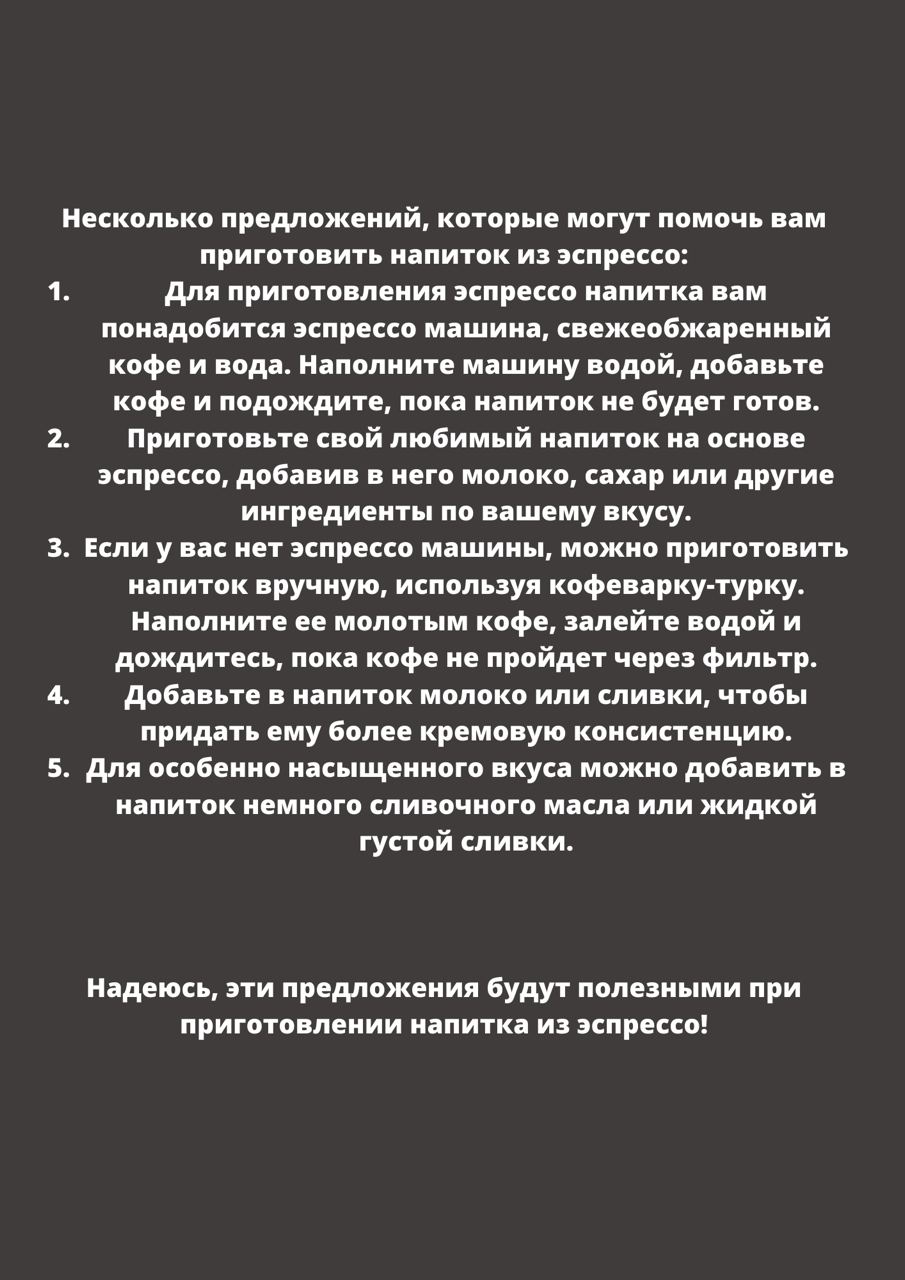 Несколько предложений, которые могут помочь вам
приготовить напиток из эспрессо:
1. Для приготовления эспрессо напитка вам
понадобится эспрессо машина, свежеобжаренный
кофе и вода. Наполните машину водой, добавьте
кофе и подождите, пока напиток не будет готов.
2. Приготовьте свой любимый напиток на основе
эспрессо, добавив в него молоко, сахар или другие
ингредиенты по вашему вкусу.
3. Если у вас нет эспрессо машины, можно приготовить
напиток вручную, используя кофеварку-турку.
Наполните ее молотым кофе, залейте водой и
дождитесь, пока кофе не пройдет через фильтр.
4. Добавьте в напиток молоко или сливки, чтобы
придать ему более кремовую консистенцию.
5. Для особенно насыщенного вкуса можно добавить в
напиток немного сливочного масла или жидкой
густой сливки.
Надеюсь, эти предложения будут полезными при
приготовлении напитка из эспрессо!